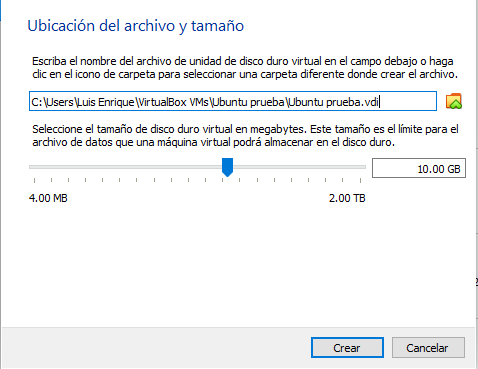 Ubicación del archivo y tamaño
Escriba el nombre del archivo de unidad de disco duro virtual en el campo debajo o haga
clic en el icono de carpeta para seleccionar una carpeta diferente donde crear el archivo.
C:\Users\Luis Enrique\VirtualBox VMs\Ubuntu prueba\Ubuntu prueba.vdi
Seleccione el tamaño de disco duro virtual en megabytes. Este tamaño es el límite para el
archivo de datos que una máquina virtual podrá almacenar en el disco duro.
10.00 GB
4.00 MB 2.00 TB
Crear Cancelar